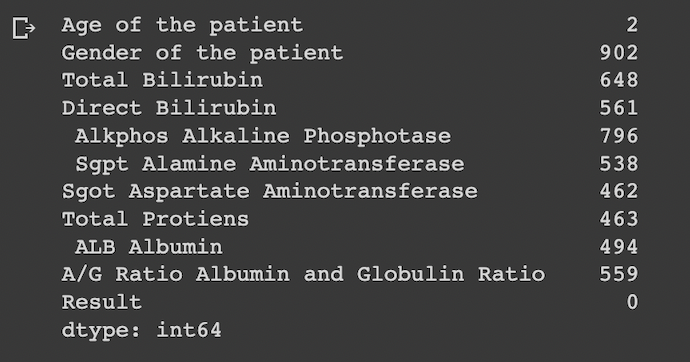 Age of the patient 2
Gender of the patient 902
Total Bilirubin 648
Direct Bilirubin 561
 Alkphos Alkaline Phosphotase 796
 Sgpt Alamine Aminotransferase 538
Sgot Aspartate Aminotransferase 462
Total Protiens 463
 ALB Albumin 494
A/G Ratio Albumin and Globulin Ratio 559
Result 0
dtype: int64